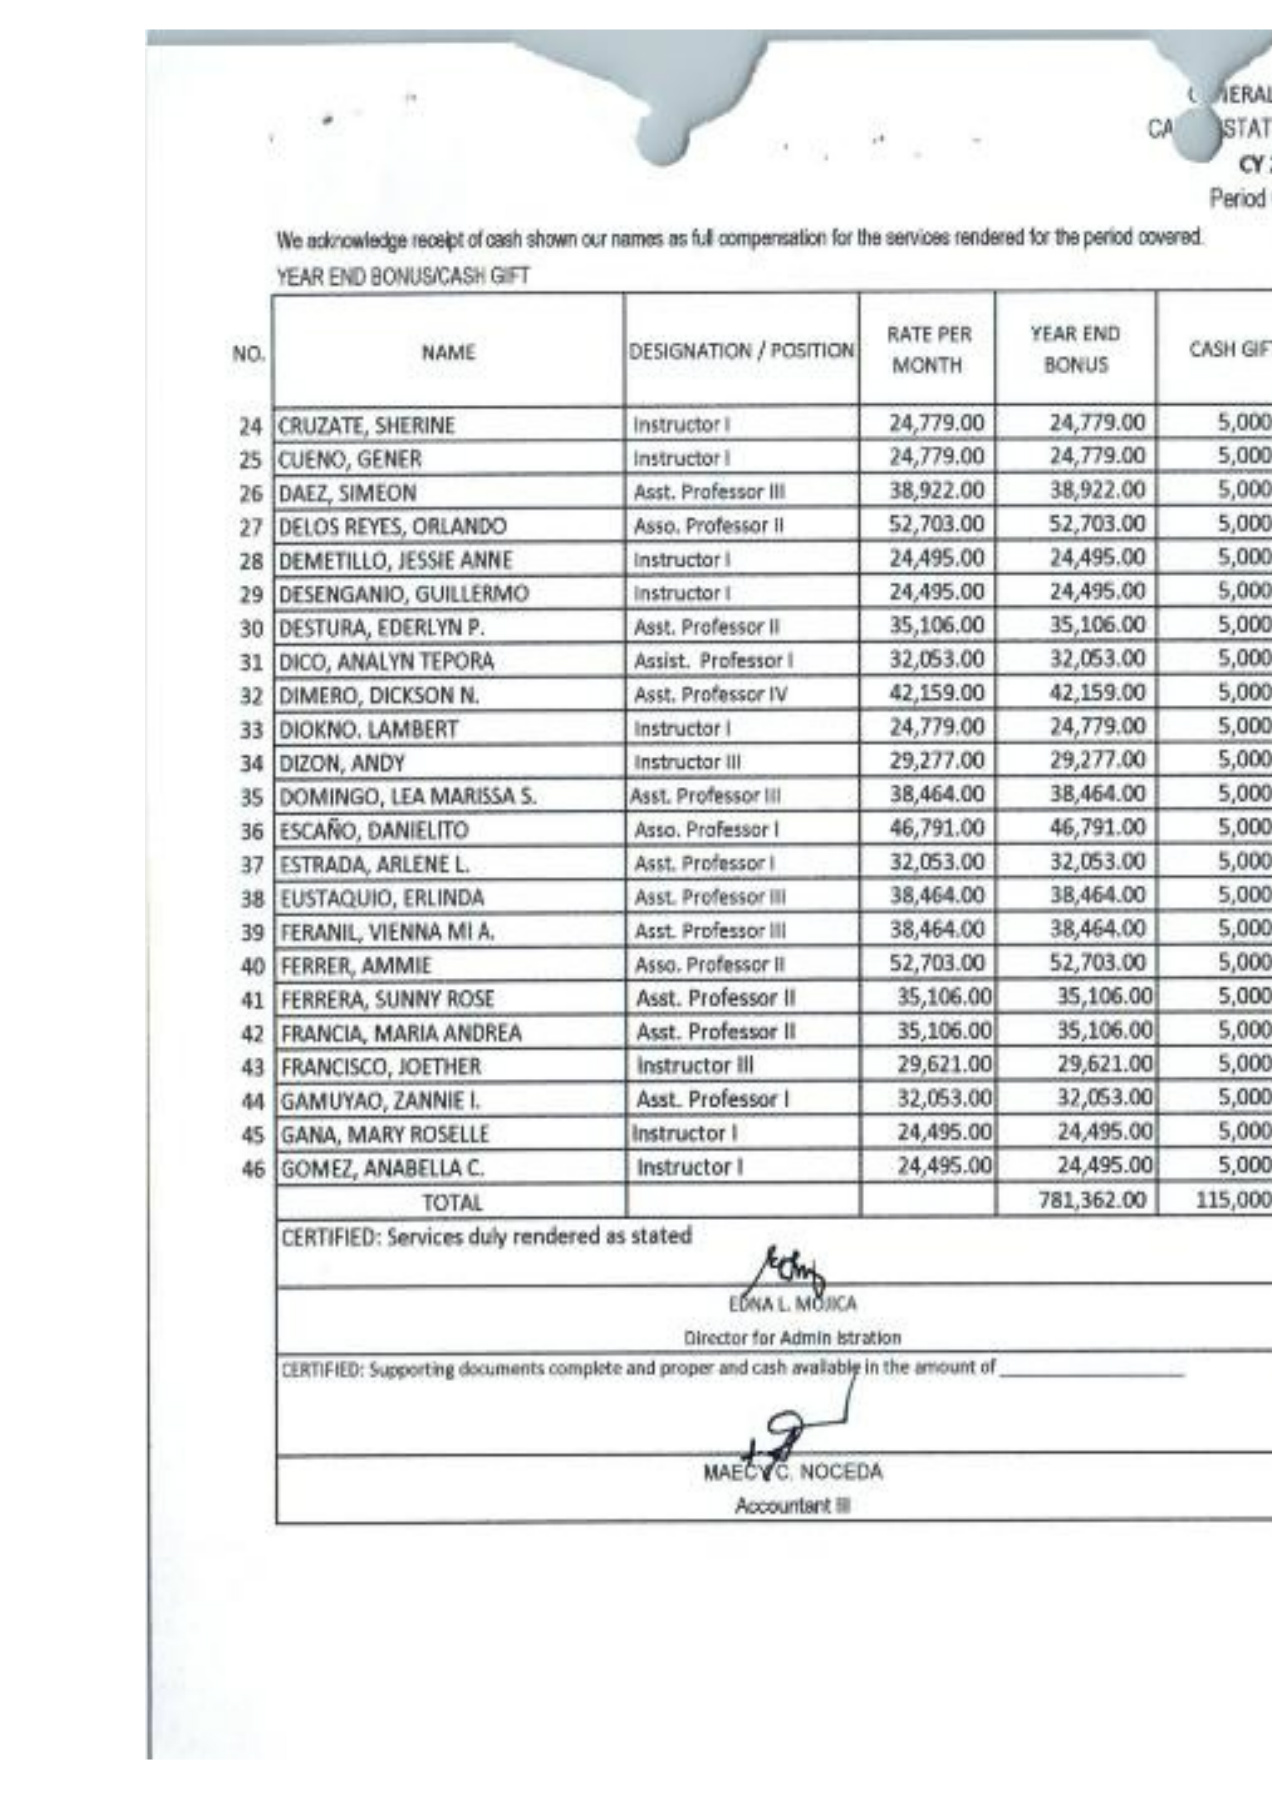 NERAL
CA STAT
CY 2
Period
We acknowledge receipt of cash shown our names as full compensation for the services rendered for the period covered.
YEAR END BONUS/CASH GIFT
NO. NAME DESIGNATION / POSITION RATE PER MONTH YEAR END BONUS CASH GIF
24 CRUZATE, SHERINE Instructor I 24,779.00 24,779.00 5,000
25 CUENO, GENER Instructor I 24,779.00 24,779.00 5,000
26 DAEZ, SIMEON Asst. Professor III 38,922.00 38,922.00 5,000
27 DELOS REYES, ORLANDO Asso. Professor II 52,703.00 52,703.00 5,000
28 DEMETILLO, JESSIE ANNE Instructor I 24,495.00 24,495.00 5,000
29 DESENGANIO, GUILLERMO Instructor I 24,495.00 24,495.00 5,000
30 DESTURA, EDERLYN P. Asst. Professor II 35,106.00 35,106.00 5,000
31 DICO, ANALYN TEPORA Assist. Professor I 32,053.00 32,053.00 5,000
32 DIMERO, DICKSON N. Asst. Professor IV 42,159.00 42,159.00 5,000
33 DIOKNO. LAMBERT Instructor I 24,779.00 24,779.00 5,000
34 DIZON, ANDY Instructor III 29,277.00 29,277.00 5,000
35 DOMINGO, LEA MARISSA S. Asst. Professor III 38,464.00 38,464.00 5,000
36 ESCAÑO, DANIELITO Asso. Professor I 46,791.00 46,791.00 5,000
37 ESTRADA, ARLENE L. Asst. Professor I 32,053.00 32,053.00 5,000
38 EUSTAQUIO, ERLINDA Asst. Professor III 38,464.00 38,464.00 5,000
39 FERANIL, VIENNA MI A. Asst. Professor III 38,464.00 38,464.00 5,000
40 FERRER, AMMIE Asso. Professor II 52,703.00 52,703.00 5,000
41 FERRERA, SUNNY ROSE Asst. Professor II 35,106.00 35,106.00 5,000
42 FRANCIA, MARIA ANDREA Asst. Professor II 35,106.00 35,106.00 5,000
43 FRANCISCO, JOETHER Instructor III 29,621.00 29,621.00 5,000
44 GAMUYAO, ZANNIE I. Asst. Professor I 32,053.00 32,053.00 5,000
45 GANA, MARY ROSELLE Instructor I 24,495.00 24,495.00 5,000
46 GOMEZ, ANABELLA C. Instructor I 24,495.00 24,495.00 5,000
TOTAL 781,362.00 115,000
CERTIFIED: Services duly rendered as stated
EDNA L. MOJICA
Director for Admin istration
CERTIFIED: Supporting documents complete and proper and cash available in the amount of
MAECY C. NOCEDA
Accountant III